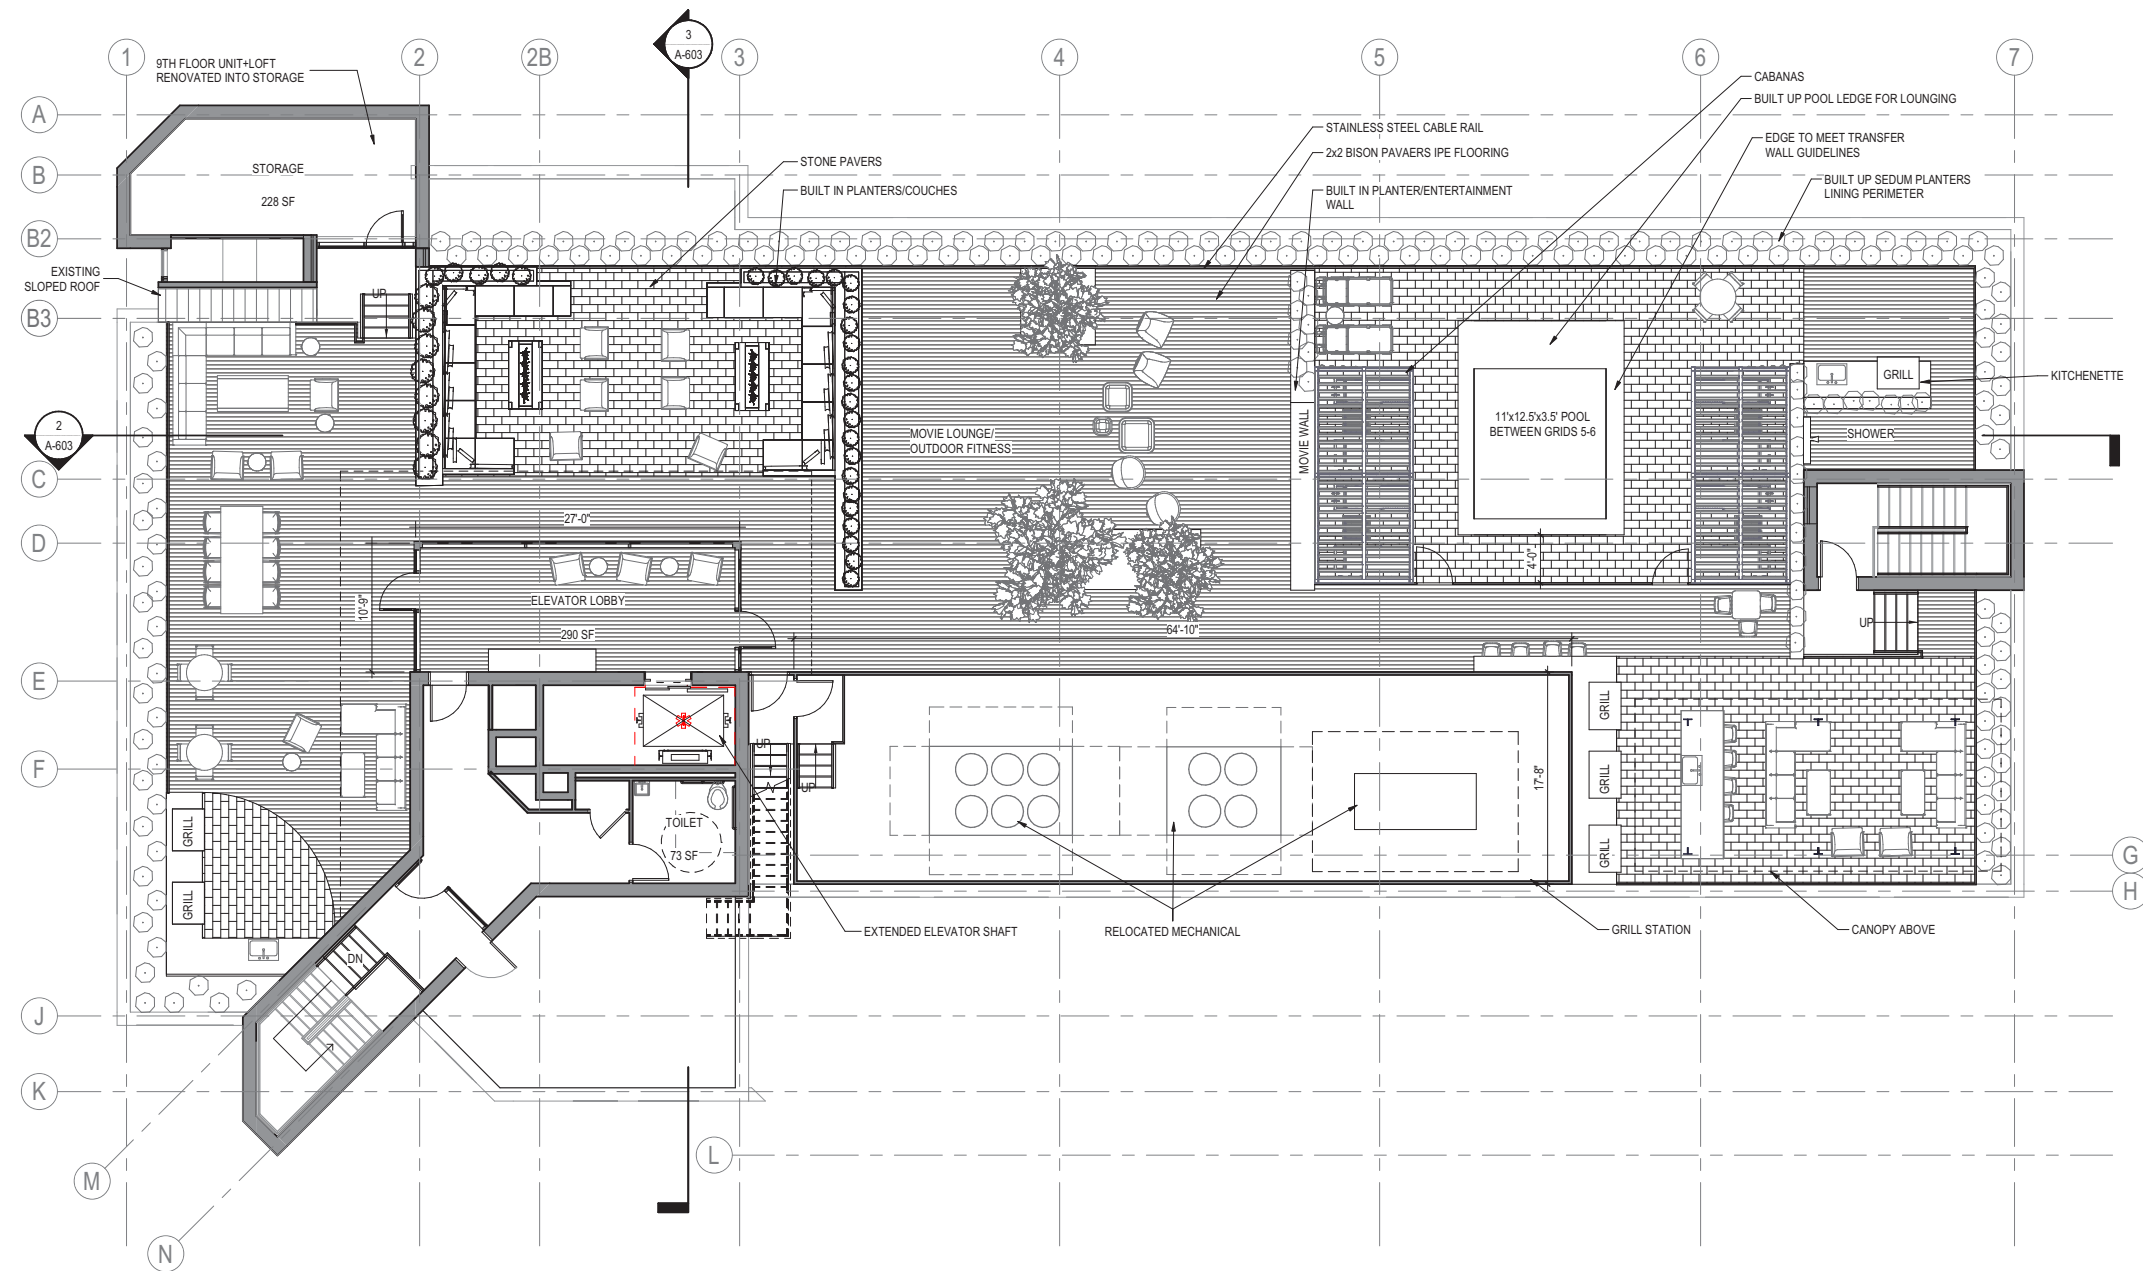 3
A-603
1
2
2B
3
4
5
6
7
9TH FLOOR UNIT+LOFT
RENOVATED INTO STORAGE
CABANAS
BUILT UP POOL LEDGE FOR LOUNGING
A
STAINLESS STEEL CABLE RAIL
EDGE TO MEET TRANSFER
WALL GUIDELINES
2x2 BISON PAVAERS IPE FLOORING
STONE PAVERS
STORAGE
B
BUILT IN PLANTERS/COUCHES
BUILT IN PLANTER/ENTERTAINMENT
WALL
BUILT UP SEDUM PLANTERS
LINING PERIMETER
228 SF
B2
EXISTING
SLOPED ROOF
UP
B3
GRILL
KITCHENETTE
11'x12.5'x3.5' POOL
BETWEEN GRIDS 5-6
2
A-603
MOVIE LOUNGE/
OUTDOOR FITNESS
MOVIE WALL
SHOWER
C
27'-0"
D
4'-0"
10'-9"
ELEVATOR LOBBY
290 SF
64'-10"
UP
E
GRILL
UP
F
UP
17'-8"
GRILL
GRILL
TOILET
73 SF
GRILL
G
GRILL
H
EXTENDED ELEVATOR SHAFT
RELOCATED MECHANICAL
GRILL STATION
CANOPY ABOVE
DN
J
K
L
M
N